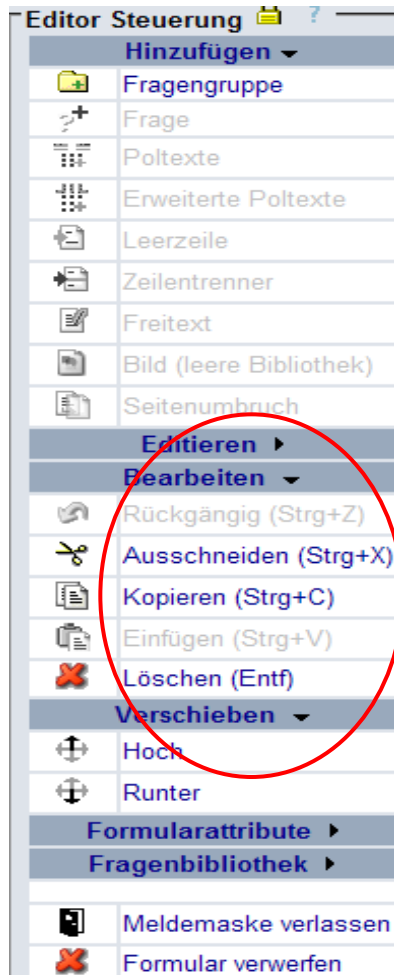 Editor Steuerung ?
Hinzufügen
Fragengruppe
Frage
Poltexte
Erweiterte Poltexte
Leerzeile
Zeilentrenner
Freitext
Bild (leere Bibliothek)
Seitenumbruch
Editieren
Bearbeiten
Rückgängig (Strg+Z)
Ausschneiden (Strg+X)
Kopieren (Strg+C)
Einfügen (Strg+V)
Löschen (Entf)
Verschieben
Hoch
Runter
Formularattribute
Fragenbibliothek
Meldemaske verlassen
Formular verwerfen